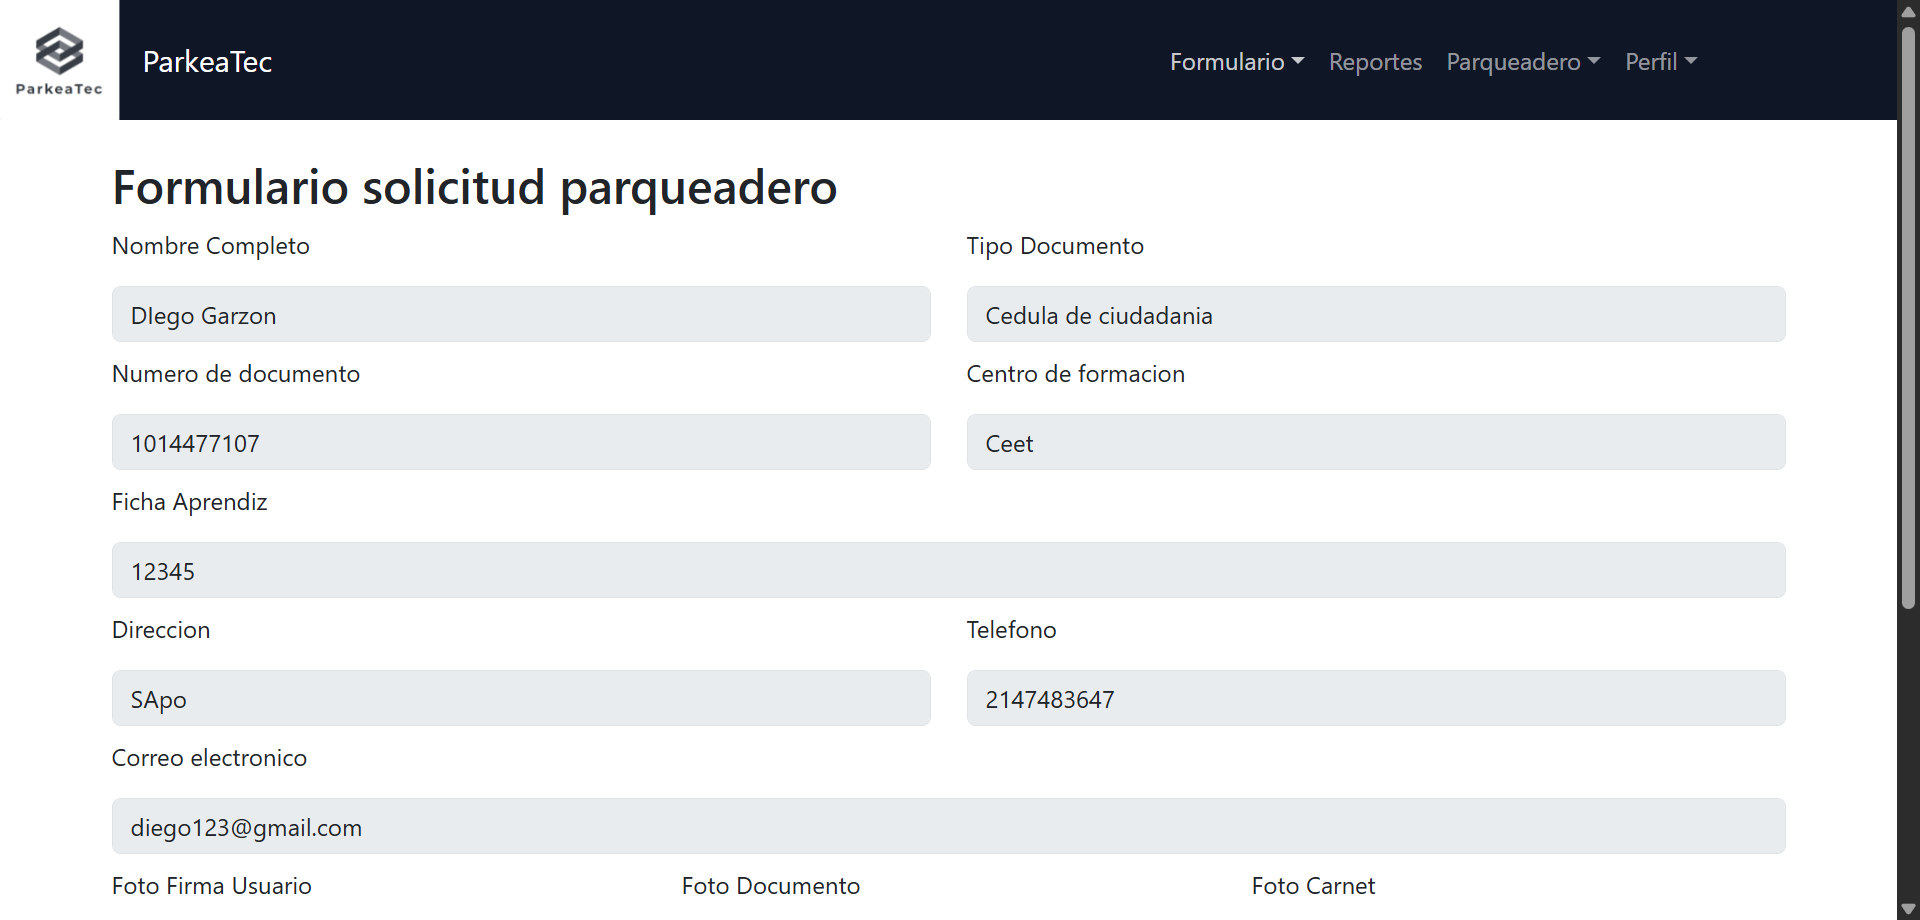 ParkeaTec
ParkeaTec
Formulario
Reportes
Parqueadero
Perfil
Formulario solicitud parqueadero
Nombre Completo
Tipo Documento
DIego Garzon
Cedula de ciudadania
Numero de documento
Centro de formacion
1014477107
Ceet
Ficha Aprendiz
12345
Direccion
Telefono
SApo
2147483647
Correo electronico
diego123@gmail.com
Foto Firma Usuario
Foto Documento
Foto Carnet